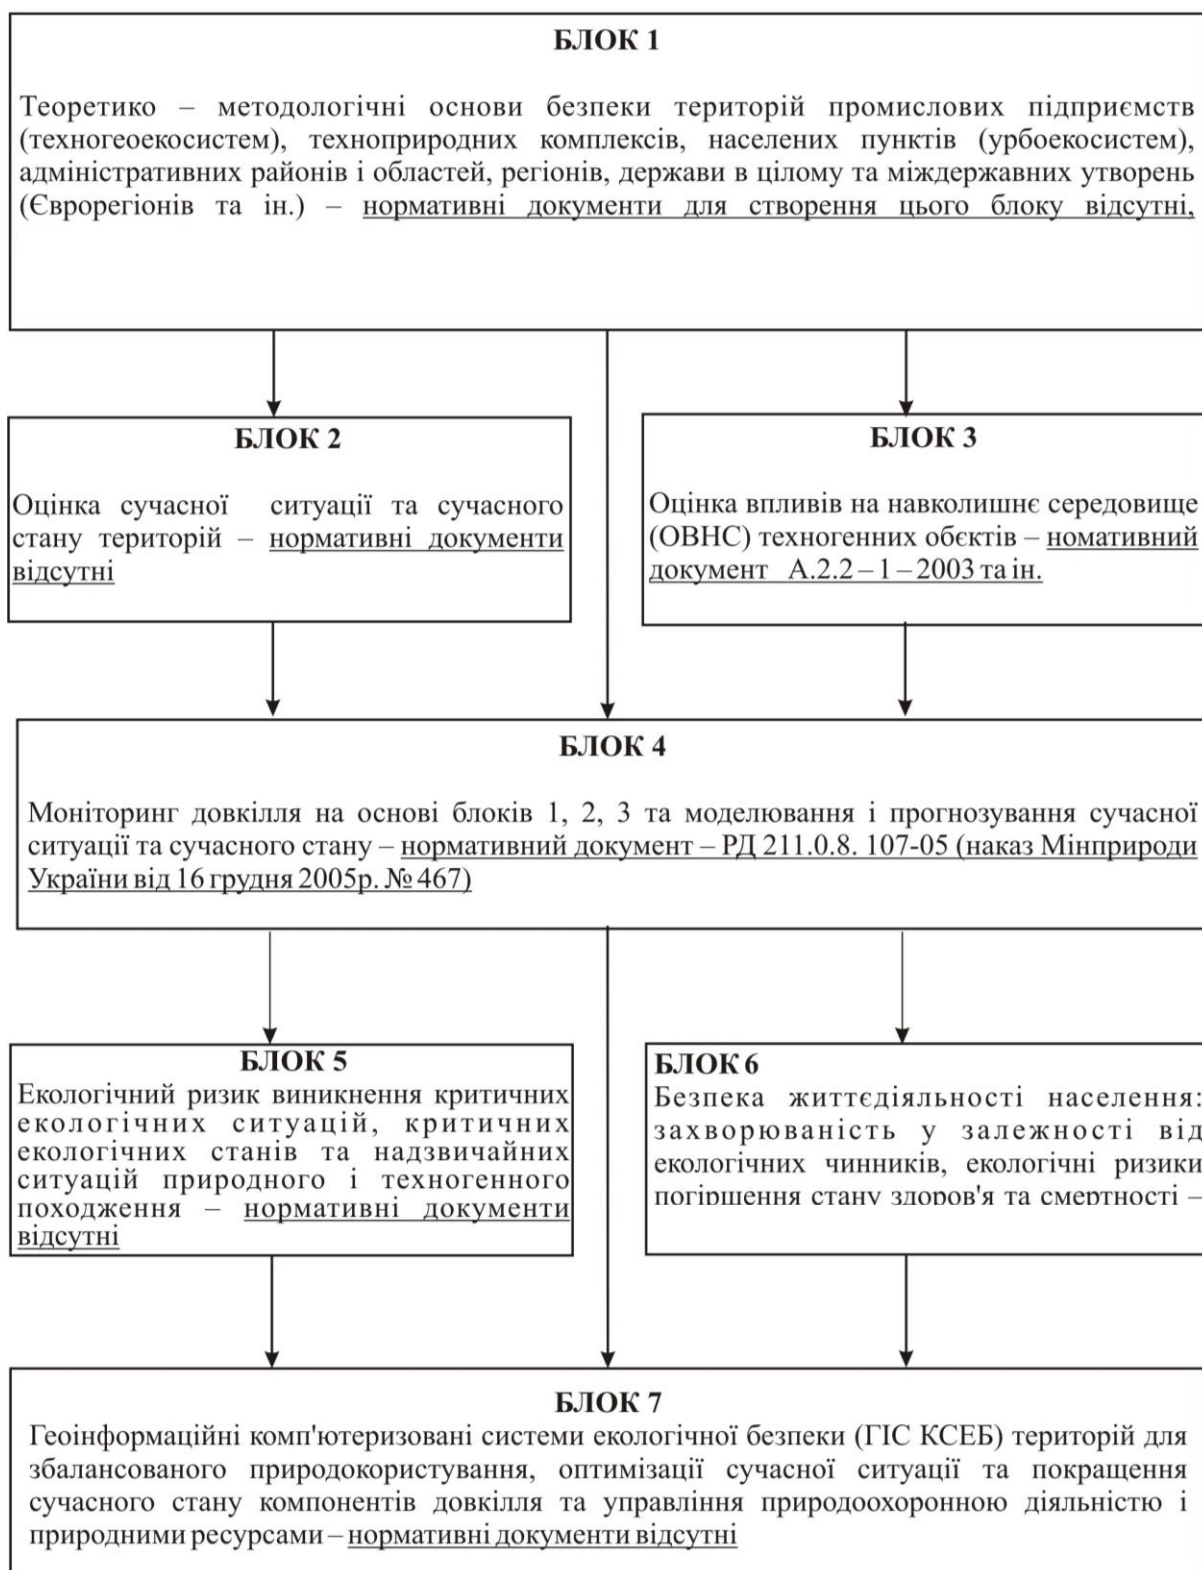 БЛОК 1
Теоретико – методологічні основи безпеки територій промислових підприємств
(техногеоекосистем), техноприродних комплексів, населених пунктів (урбоекосистем),
адміністративних районів і областей, регіонів, держави в цілому та міждержавних утворень
(Єврорегіонів та ін.) – нормативні документи для створення цього блоку відсутні,
БЛОК 2
Оцінка сучасної ситуації та сучасного
стану територій – нормативні документи
відсутні
БЛОК 3
Оцінка впливів на навколишнє середовище
(ОВНС) техногенних обєктів – номативний
документ А.2.2 – 1 – 2003 та ін.
БЛОК 4
Моніторинг довкілля на основі блоків 1, 2, 3 та моделювання і прогнозування сучасної
ситуації та сучасного стану – нормативний документ – РД 211.0.8. 107-05 (наказ Мінприроди
України від 16 грудня 2005р. № 467)
БЛОК 5
Екологічний ризик виникнення критичних
екологічних ситуацій, критичних
екологічних станів та надзвичайних
ситуацій природного і техногенного
походження – нормативні документи
відсутні
БЛОК 6
Безпека життєдіяльності населення:
захворюваність у залежності від
екологічних чинників, екологічні ризики
погіршення стану здоров'я та смертності –
БЛОК 7
Геоінформаційні комп'ютеризовані системи екологічної безпеки (ГІС КСЕБ) територій для
збалансованого природокористування, оптимізації сучасної ситуації та покращення
сучасного стану компонентів довкілля та управління природоохоронною діяльністю і
природними ресурсами – нормативні документи відсутні